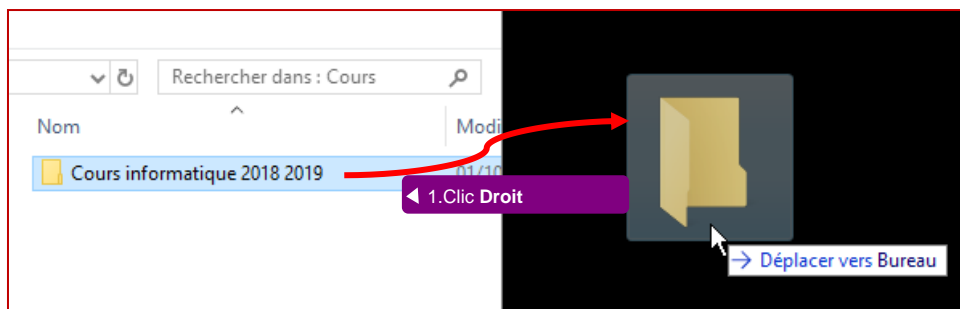 Rechercher dans : Cours
Nom
Modi
Cours informatique 2018 2019
01/10
1.Clic Droit
Déplacer vers Bureau